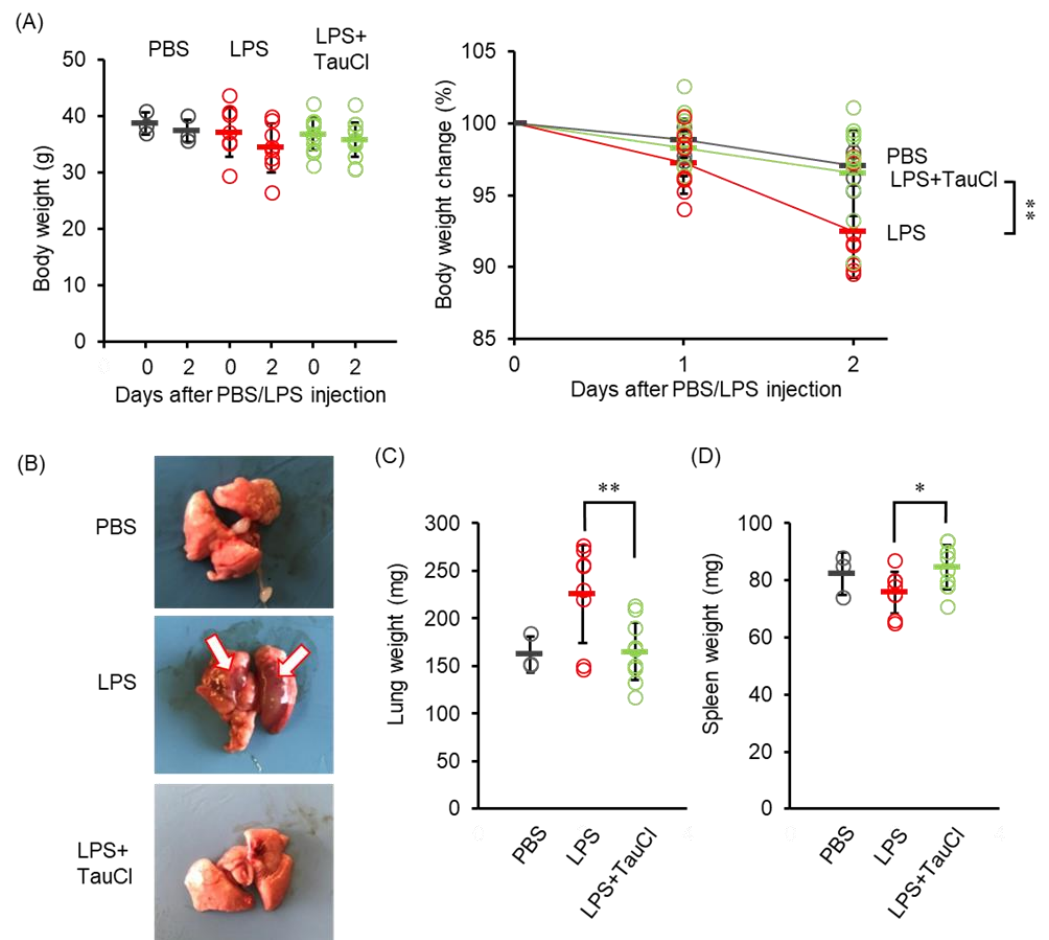 (A)
PBS LPS LPS+
TauCl
50
40
30
20
10
0
Body weight (g)
0 2 0 2 0 2
Days after PBS/LPS injection
105
100
95
90
85
Body weight change (%)
0 1 2
Days after PBS/LPS injection
PBS
LPS+TauCl
LPS
**
(B)
PBS
LPS
LPS+
TauCl
(C)
**
300
250
200
150
100
50
0
Lung weight (mg)
PBS
LPS
LPS+TauCl
(D)
*
100
80
60
40
20
0
Spleen weight (mg)
PBS
LPS
LPS+TauCl